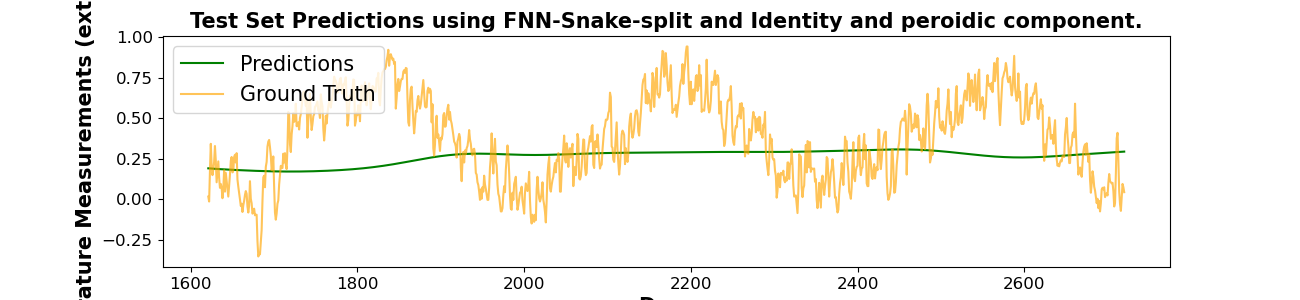 Test Set Predictions using FNN-Snake-split and Identity and peroidic component.
rature Measurements (ext
1.00
0.75
0.50
0.25
0.00
−0.25
Predictions
Ground Truth
1600 1800 2000 2200 2400 2600